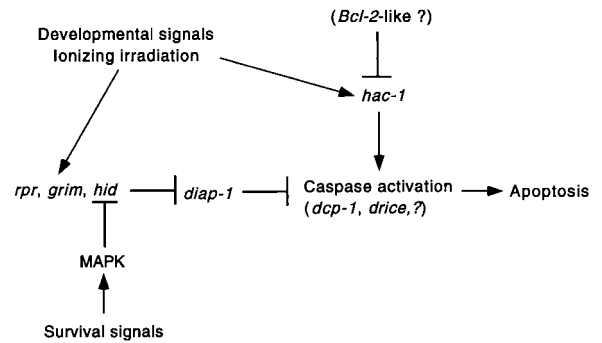 (Bcl-2-like ?)
Developmental signals
Ionizing irradiation
hac-1
rpr, grim, hid
diap-1
Caspase activation
(dcp-1, drice,?)
Apoptosis
MAPK
Survival signals